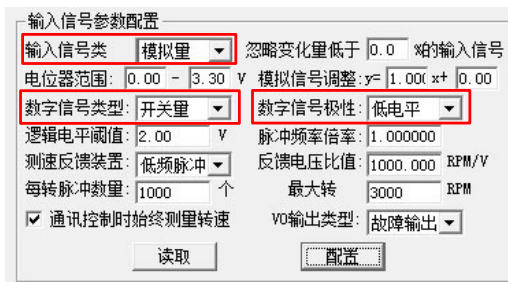 输入信号参数配置
输入信号类 模拟量 忽略变化量低于 0.0 %的输入信号
电位器范围: 0.00 - 3.30 V 模拟信号调整:y= 1.00( x+ 0.00
数字信号类型: 开关量 数字信号极性: 低电平
逻辑电平阈值: 2.00 V 脉冲频率倍率: 1.000000
测速反馈装置: 低频脉冲 反馈电压比值: 1000.000 RPM/V
每转脉冲数量: 1000 个 最大转 3000 RPM
通讯控制时始终测量转速 VO输出类型: 故障输出
读取 配置